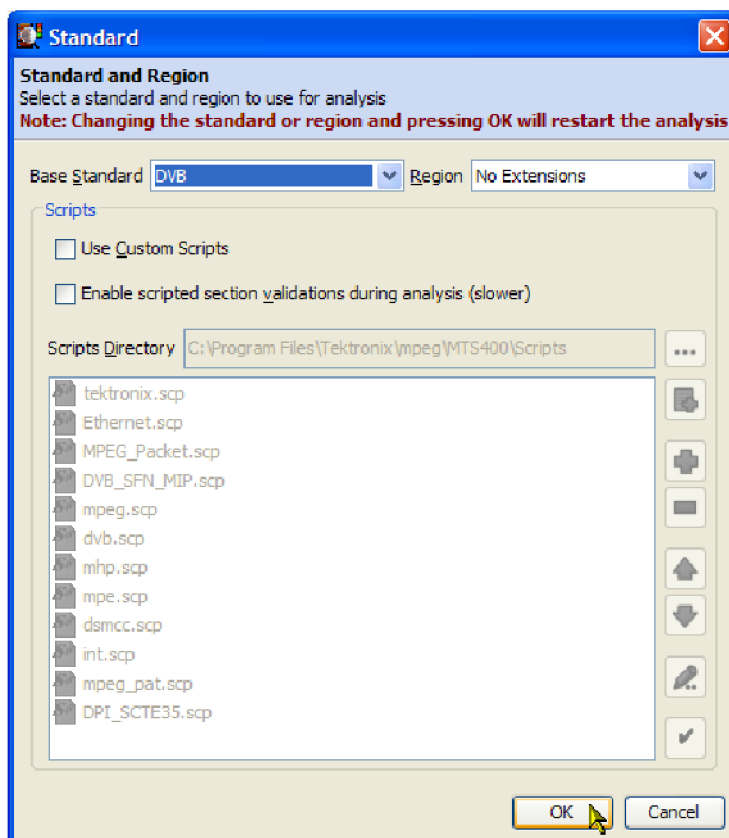 Standard
Standard and Region
Select a standard and region to use for analysis
Note: Changing the standard or region and pressing OK will restart the analysis
Base Standard DVB Region No Extensions
Scripts
Use Custom Scripts
Enable scripted section validations during analysis (slower)
Scripts Directory C:\Program Files\Tektronix\mpeg\MTS400\Scripts ...
tektronix.scp
Ethernet.scp
MPEG_Packet.scp
DVB_SFN_MIP.scp
mpeg.scp
dvb.scp
mhp.scp
mpe.scp
dsmcc.scp
int.scp
mpeg_pat.scp
DPI_SCTE35.scp
OK Cancel